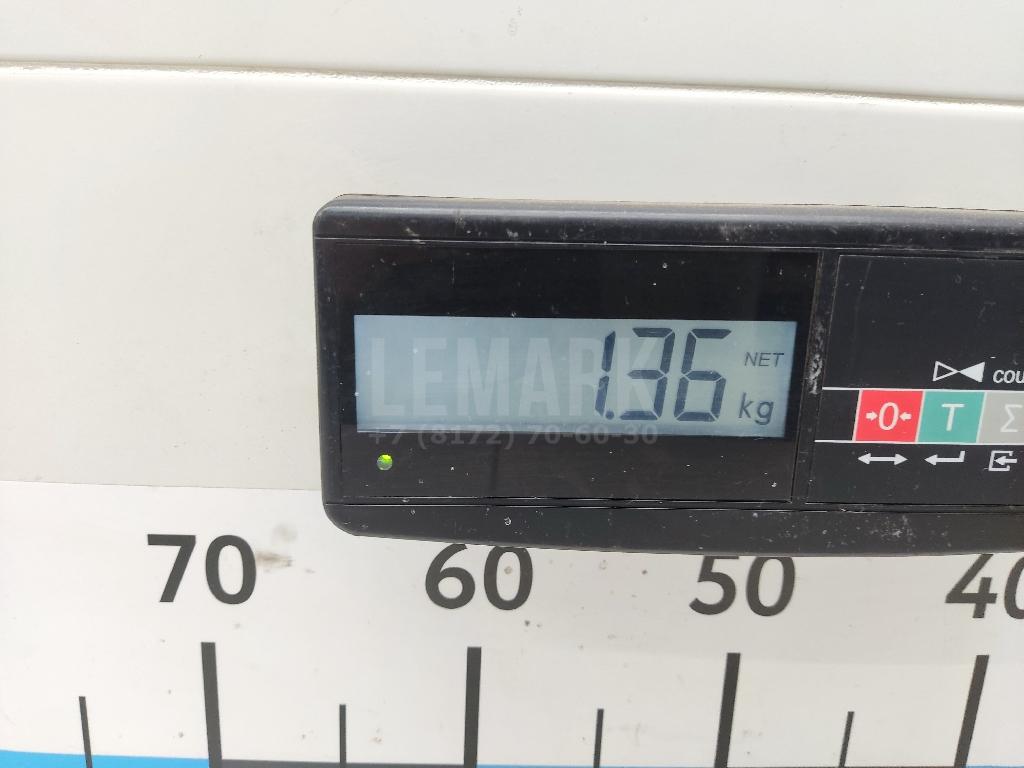 1.36 NET
kg
LEMARK
+7 (8172) 70-60-30
cou
→0← T Σ
70 60 50 40